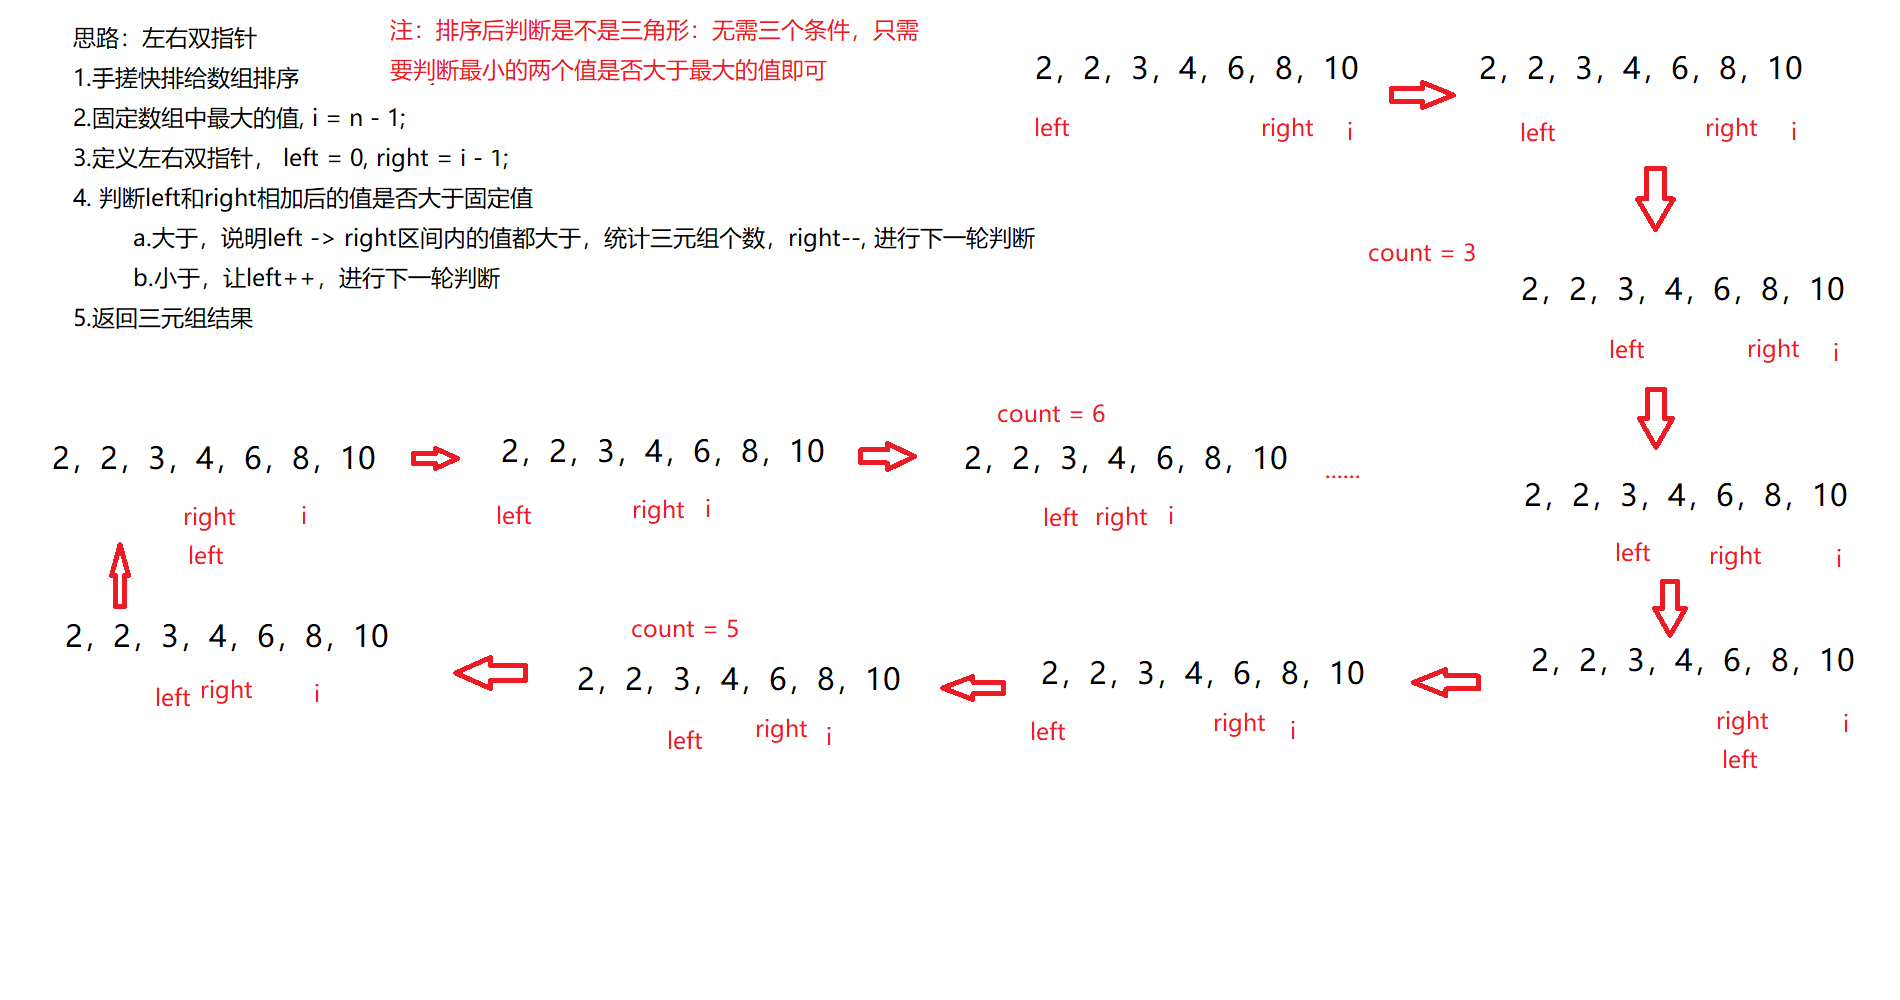 思路：左右双指针
1.手搓快排给数组排序
2.固定数组中最大的值, i = n - 1;
3.定义左右双指针， left = 0, right = i - 1;
4. 判断left和right相加后的值是否大于固定值
a.大于，说明left -> right区间内的值都大于，统计三元组个数，right--, 进行下一轮判断
b.小于，让left++，进行下一轮判断
5.返回三元组结果
注：排序后判断是不是三角形：无需三个条件，只需
要判断最小的两个值是否大于最大的值即可
2, 2, 3, 4, 6, 8, 10
left right i
2, 2, 3, 4, 6, 8, 10
left right i
count = 3
2, 2, 3, 4, 6, 8, 10
left right i
2, 2, 3, 4, 6, 8, 10
left right i
2, 2, 3, 4, 6, 8, 10
right i
left
2, 2, 3, 4, 6, 8, 10
left right i
count = 5
2, 2, 3, 4, 6, 8, 10
left right i
2, 2, 3, 4, 6, 8, 10
left right i
2, 2, 3, 4, 6, 8, 10
right i
left
2, 2, 3, 4, 6, 8, 10
left right i
count = 6
2, 2, 3, 4, 6, 8, 10 ......
left right i